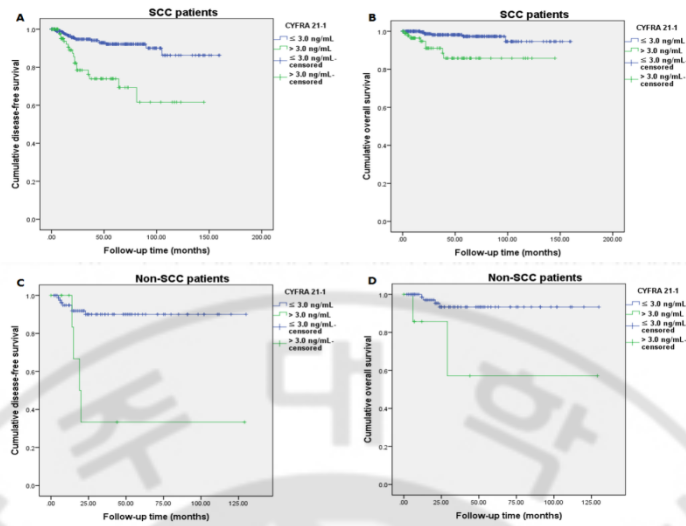 A
SCC patients
Cumulative disease-free survival
1.0
0.8
0.6
0.4
0.2
0.0
.00
50.00
100.00
150.00
200.00
Follow-up time (months)
CYFRA 21-1
≤ 3.0 ng/mL
> 3.0 ng/mL
≤ 3.0 ng/mL-
censored
> 3.0 ng/mL-
censored
B
SCC patients
Cumulative overall survival
1.0
0.8
0.6
0.4
0.2
0.0
.00
50.00
100.00
150.00
200.00
Follow-up time (months)
CYFRA 21-1
≤ 3.0 ng/mL
> 3.0 ng/mL
≤ 3.0 ng/mL-
censored
> 3.0 ng/mL-
censored
C
Non-SCC patients
Cumulative disease-free survival
1.0
0.8
0.6
0.4
0.2
0.0
.00
25.00
50.00
75.00
100.00
125.00
Follow-up time (months)
CYFRA 21-1
≤ 3.0 ng/mL
> 3.0 ng/mL
≤ 3.0 ng/mL-
censored
> 3.0 ng/mL-
censored
D
Non-SCC patients
Cumulative overall survival
1.0
0.8
0.6
0.4
0.2
0.0
.00
25.00
50.00
75.00
100.00
125.00
Follow-up time (months)
CYFRA 21-1
≤ 3.0 ng/mL
> 3.0 ng/mL
≤ 3.0 ng/mL-
censored
> 3.0 ng/mL-
censored
대
학